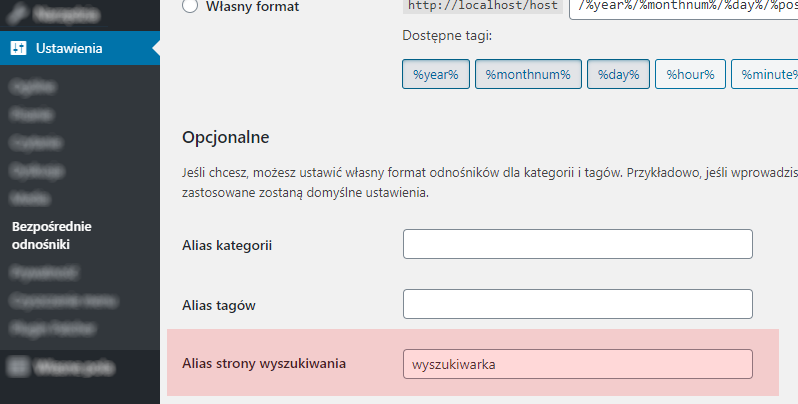 Ustawienia
Bezpośrednie
odnośniki
Własny format
http://localhost/host
/%year%/%monthnum%/%day%/%pos
Dostępne tagi:
%year% %monthnum% %day% %hour% %minute%
Opcjonalne
Jeśli chcesz, możesz ustawić własny format odnośników dla kategorii i tagów. Przykładowo, jeśli wprowadzis
zastosowane zostaną domyślne ustawienia.
Alias kategorii
Alias tagów
Alias strony wyszukiwania wyszukiwarka